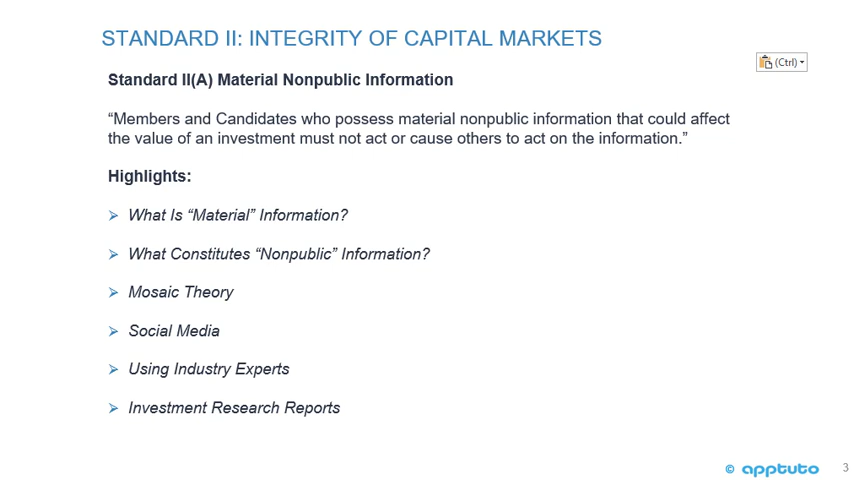 STANDARD II: INTEGRITY OF CAPITAL MARKETS
(Ctrl)
Standard II(A) Material Nonpublic Information
“Members and Candidates who possess material nonpublic information that could affect
the value of an investment must not act or cause others to act on the information.”
Highlights:
What Is “Material” Information?
What Constitutes “Nonpublic” Information?
Mosaic Theory
Social Media
Using Industry Experts
Investment Research Reports
© apptuto
3